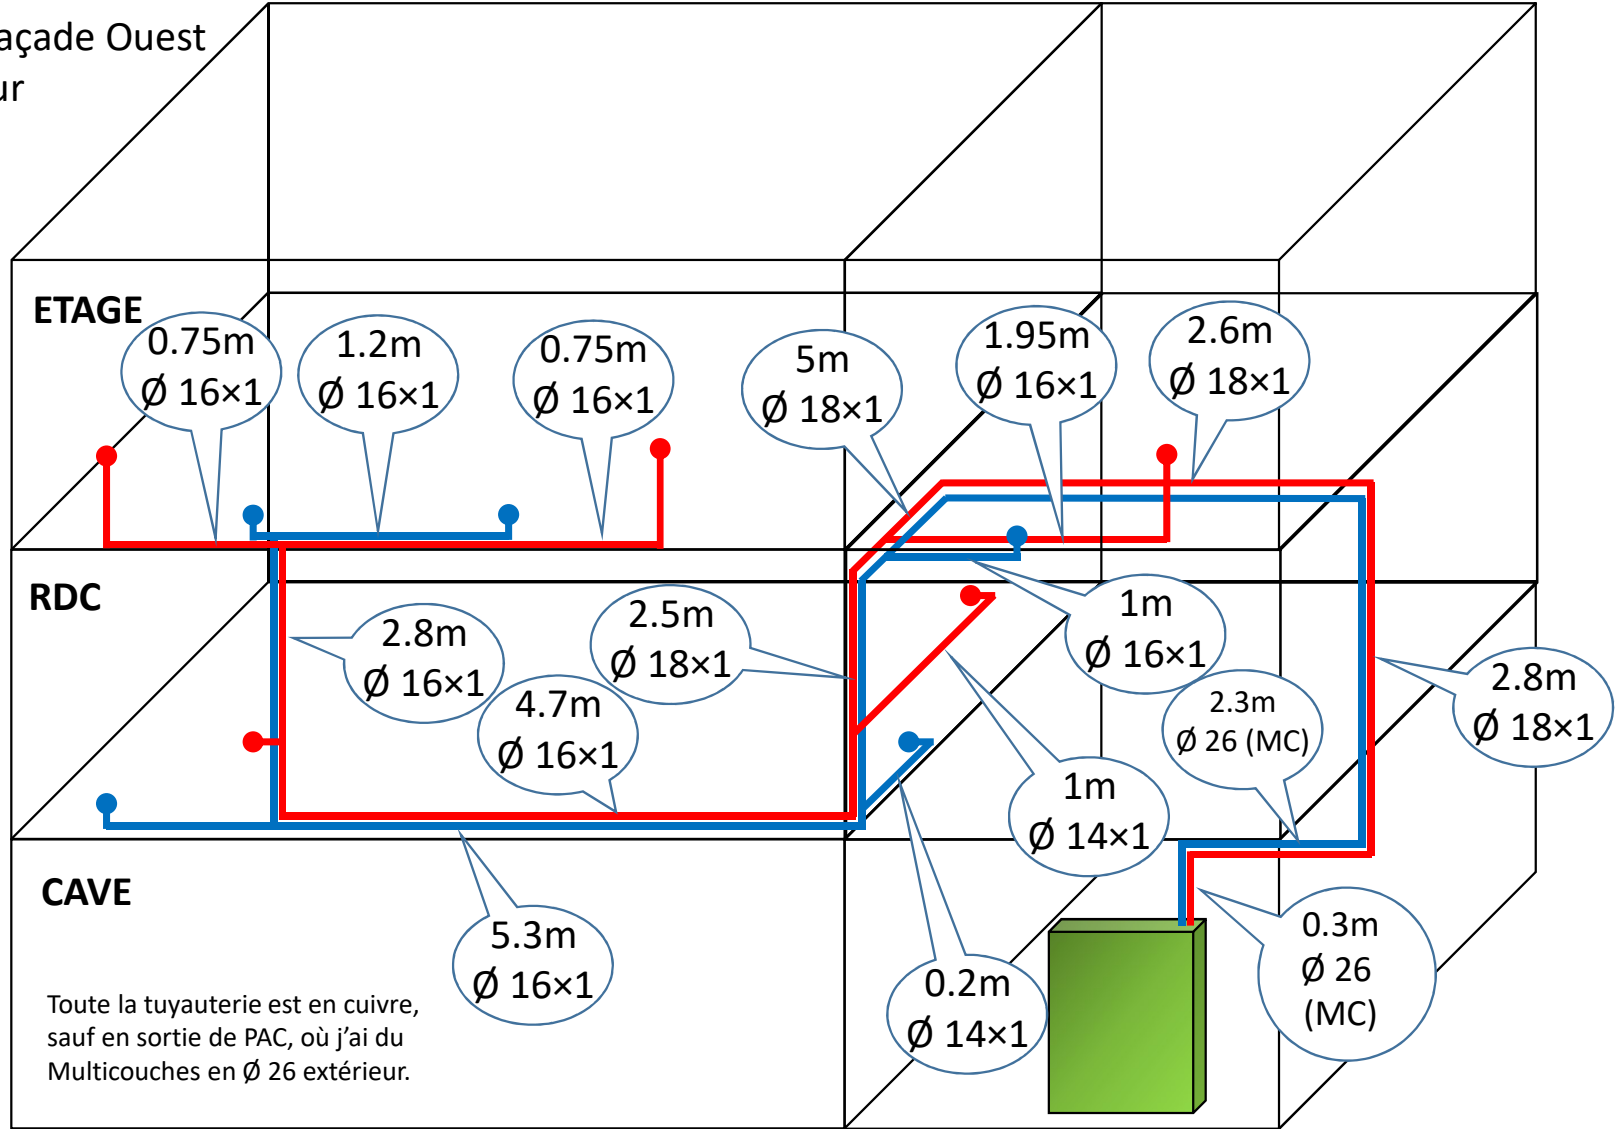 açade Ouest
ur
ETAGE
0.75m
Ø 16×1
1.2m
Ø 16×1
0.75m
Ø 16×1
5m
Ø 18×1
1.95m
Ø 16×1
2.6m
Ø 18×1
RDC
2.8m
Ø 16×1
2.5m
Ø 18×1
4.7m
Ø 16×1
1m
Ø 16×1
2.3m
Ø 26 (MC)
2.8m
Ø 18×1
1m
Ø 14×1
CAVE
5.3m
Ø 16×1
0.2m
Ø 14×1
0.3m
Ø 26
(MC)
Toute la tuyauterie est en cuivre,
sauf en sortie de PAC, où j’ai du
Multicouches en Ø 26 extérieur.